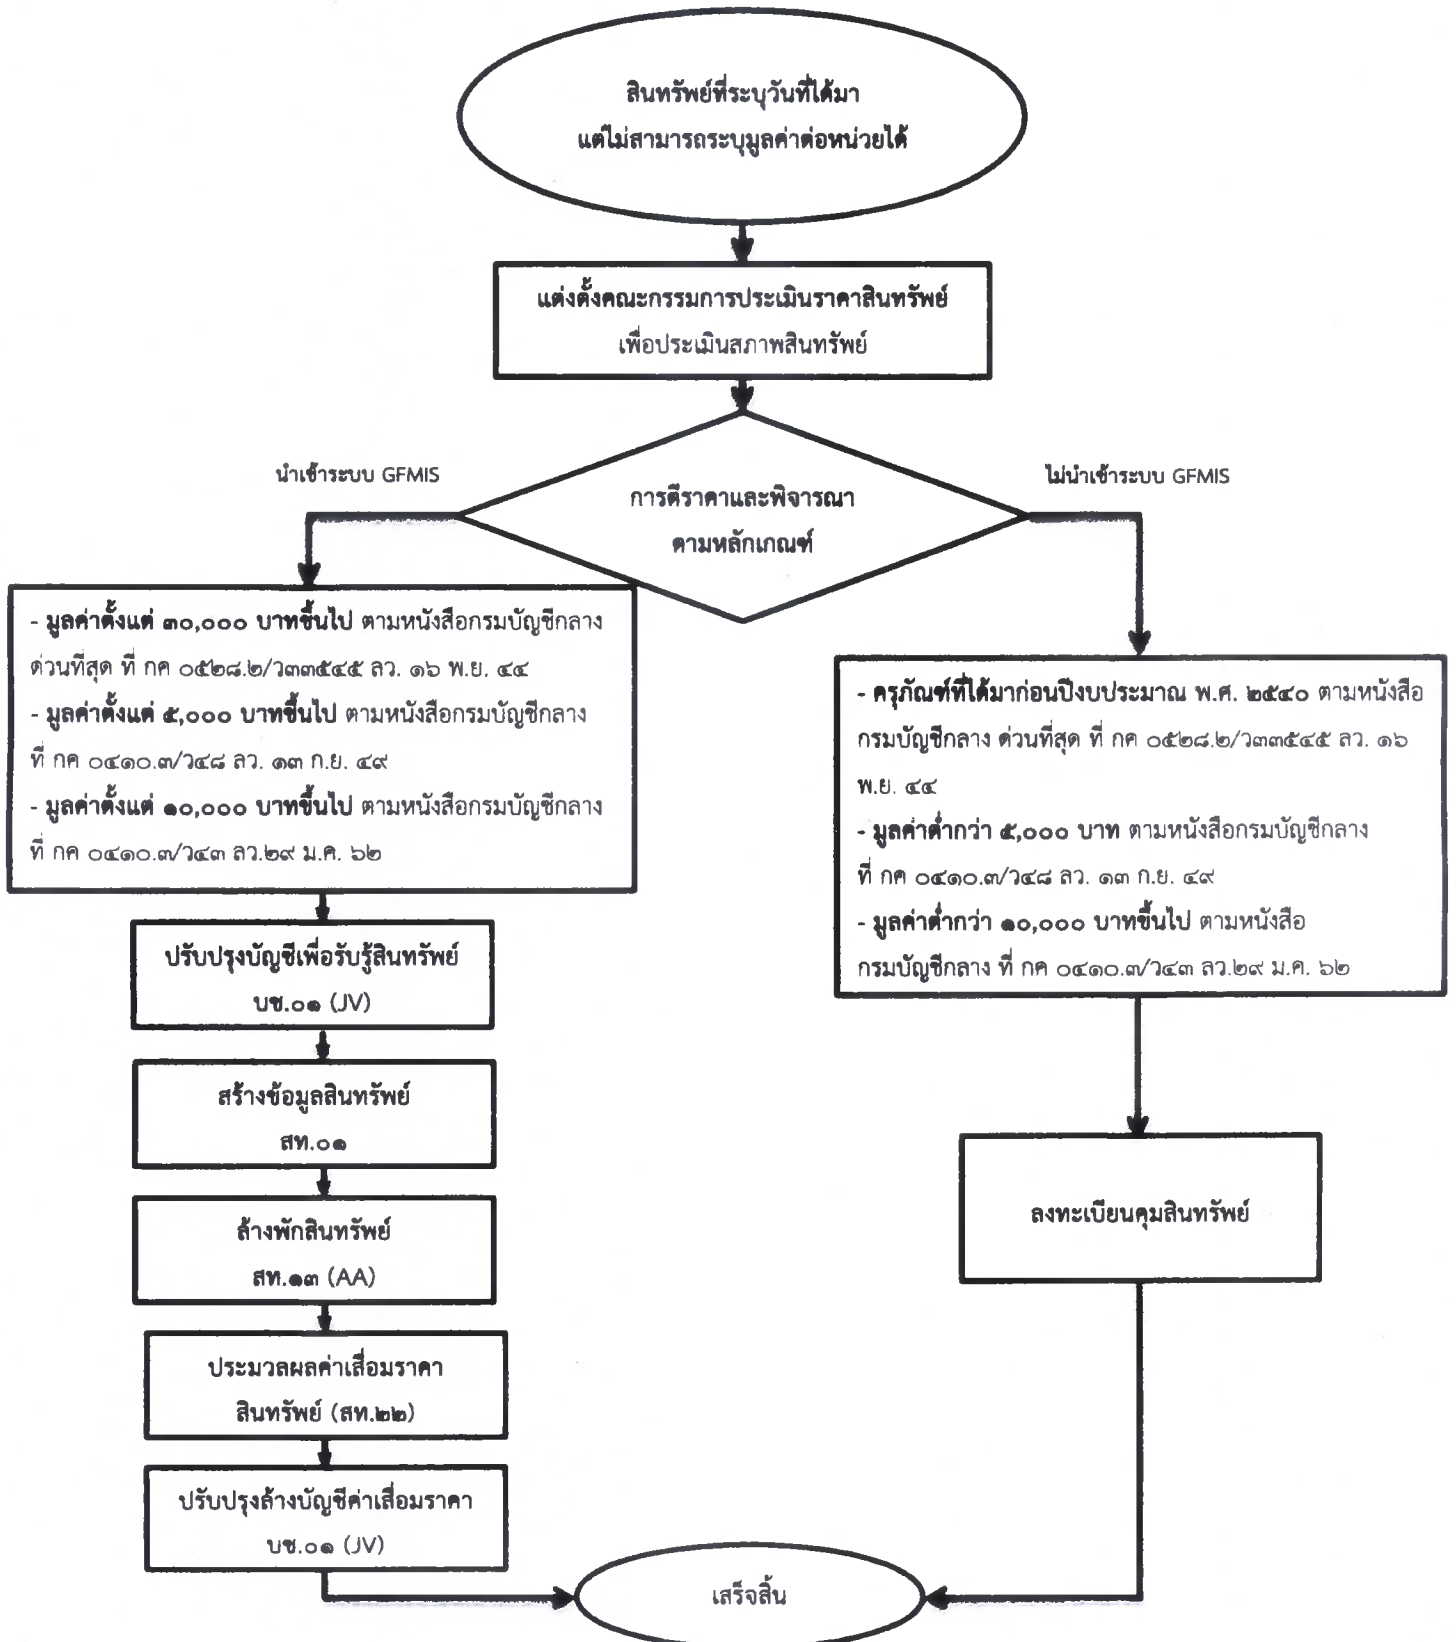 สินทรัพย์ที่ระบุวันที่ได้มา
แต่ไม่สามารถระบุมูลค่าต่อหน่วยได้
แต่งตั้งคณะกรรมการประเมินราคาสินทรัพย์
เพื่อประเมินสภาพสินทรัพย์
การตีราคาและพิจารณา
ตามหลักเกณฑ์
นำเข้าระบบ GFMIS
- มูลค่าตั้งแต่ ๓๐,๐๐๐ บาทขึ้นไป ตามหนังสือกรมบัญชีกลาง
ด่วนที่สุด ที่ กค ๐๕๒๘.๒/ว๓๓๕๔๕ ลว. ๑๖ พ.ย. ๔๔
- มูลค่าตั้งแต่ ๕,๐๐๐ บาทขึ้นไป ตามหนังสือกรมบัญชีกลาง
ที่ กค ๐๔๑๐.๓/ว๔๘ ลว. ๑๓ ก.ย. ๔๙
- มูลค่าตั้งแต่ ๑๐,๐๐๐ บาทขึ้นไป ตามหนังสือกรมบัญชีกลาง
ที่ กค ๐๔๑๐.๓/ว๔๓ ลว.๒๙ ม.ค. ๖๒
ปรับปรุงบัญชีเพื่อรับรู้สินทรัพย์
บช.๐๑ (JV)
สร้างข้อมูลสินทรัพย์
สท.๐๑
ล้างพักสินทรัพย์
สท.๑๓ (AA)
ประมวลผลค่าเสื่อมราคา
สินทรัพย์ (สท.๒๒)
ปรับปรุงล้างบัญชีค่าเสื่อมราคา
บช.๐๑ (JV)
ไม่นำเข้าระบบ GFMIS
- ครุภัณฑ์ที่ได้มาก่อนปีงบประมาณ พ.ศ. ๒๕๔๐ ตามหนังสือ
กรมบัญชีกลาง ด่วนที่สุด ที่ กค ๐๕๒๘.๒/ว๓๓๕๔๕ ลว. ๑๖
พ.ย. ๔๔
- มูลค่าต่ำกว่า ๕,๐๐๐ บาท ตามหนังสือกรมบัญชีกลาง
ที่ กค ๐๔๑๐.๓/ว๔๘ ลว. ๑๓ ก.ย. ๔๙
- มูลค่าต่ำกว่า ๑๐,๐๐๐ บาทขึ้นไป ตามหนังสือ
กรมบัญชีกลาง ที่ กค ๐๔๑๐.๓/ว๔๓ ลว.๒๙ ม.ค. ๖๒
ลงทะเบียนคุมสินทรัพย์
เสร็จสิ้น